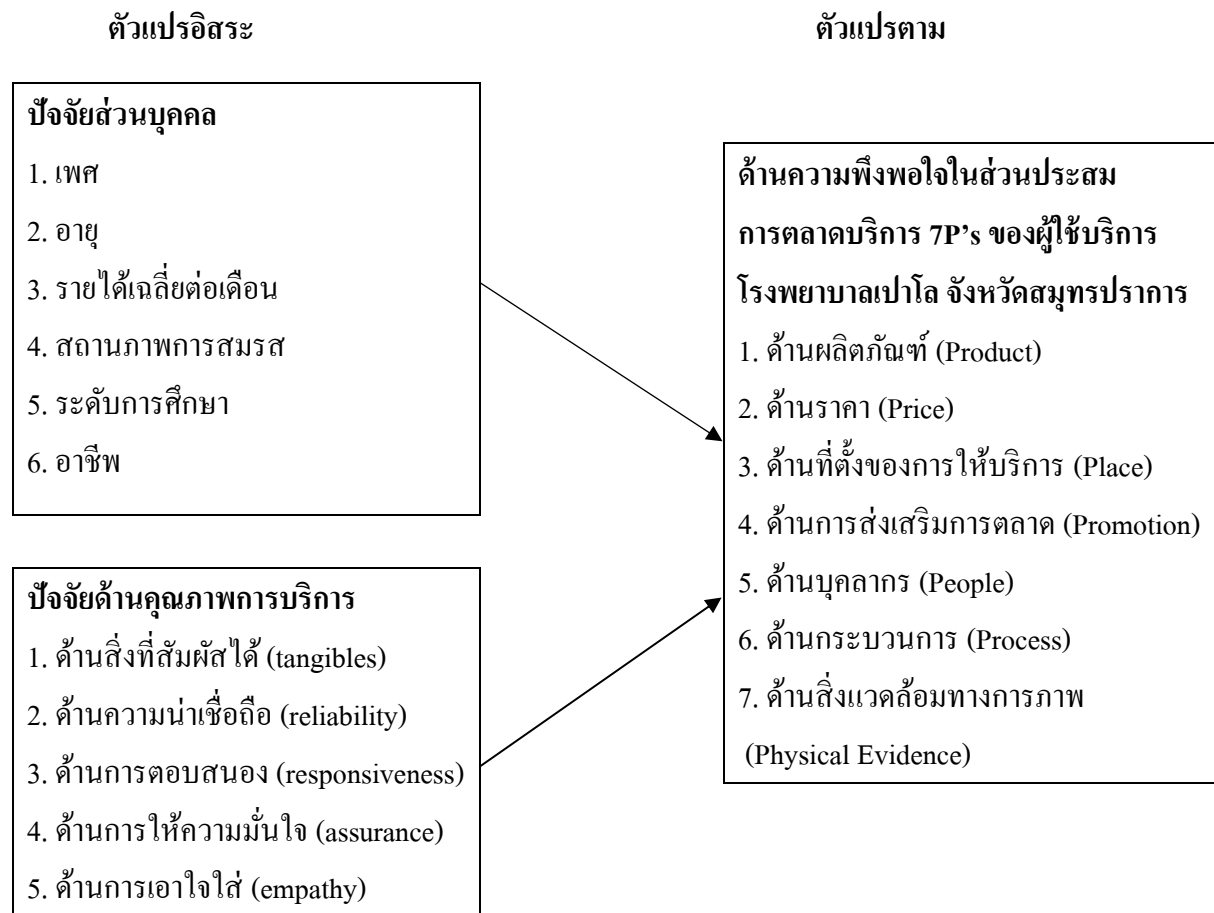 ตัวแปรอิสระ
ตัวแปรตาม
ปัจจัยส่วนบุคคล
1. เพศ
2. อายุ
3. รายได้เฉลี่ยต่อเดือน
4. สถานภาพการสมรส
5. ระดับการศึกษา
6. อาชีพ
ปัจจัยด้านคุณภาพการบริการ
1. ด้านสิ่งที่สัมผัสได้ (tangibles)
2. ด้านความน่าเชื่อถือ (reliability)
3. ด้านการตอบสนอง (responsiveness)
4. ด้านการให้ความมั่นใจ (assurance)
5. ด้านการเอาใจใส่ (empathy)
ด้านความพึงพอใจในส่วนประสม
การตลาดบริการ 7P’s ของผู้ใช้บริการ
โรงพยาบาลเปาโล จังหวัดสมุทรปราการ
1. ด้านผลิตภัณฑ์ (Product)
2. ด้านราคา (Price)
3. ด้านที่ตั้งของการให้บริการ (Place)
4. ด้านการส่งเสริมการตลาด (Promotion)
5. ด้านบุคลากร (People)
6. ด้านกระบวนการ (Process)
7. ด้านสิ่งแวดล้อมทางการภาพ
(Physical Evidence)